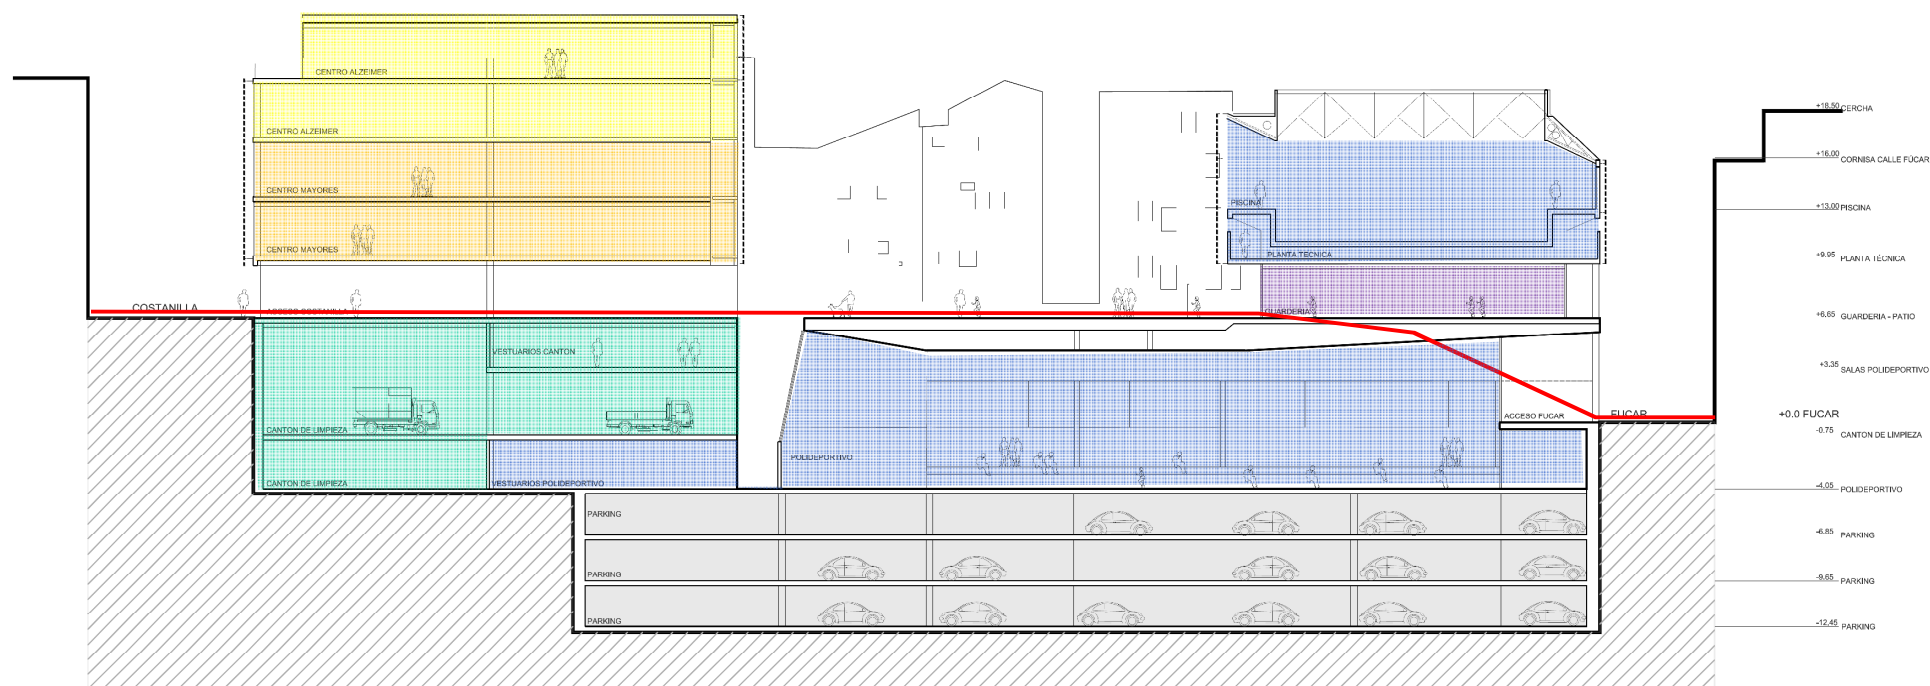 CENTRO ALZEIMER
CENTRO ALZEIMER
CENTRO MAYORES
CENTRO MAYORES
COSTANILLA
ACCESO COSTANILLA
VESTUARIOS CANTON
CANTON DE LIMPIEZA
CANTON DE LIMPIEZA
VESTUARIOS POLIDEPORTIVO
POLIDEPORTIVO
PISCINA
PLANTA TECNICA
GUARDERIA
ACCESO FUCAR
FUCAR
PARKING
PARKING
PARKING
+18,50 CERCHA
+16,00 CORNISA CALLE FÚCAR
+13,00 PISCINA
+9,95 PLANTA TÉCNICA
+6,65 GUARDERIA - PATIO
+3,35 SALAS POLIDEPORTIVO
+0.0 FUCAR
-0,75 CANTON DE LIMPIEZA
-4,05 POLIDEPORTIVO
-6,85 PARKING
-9,65 PARKING
-12,45 PARKING